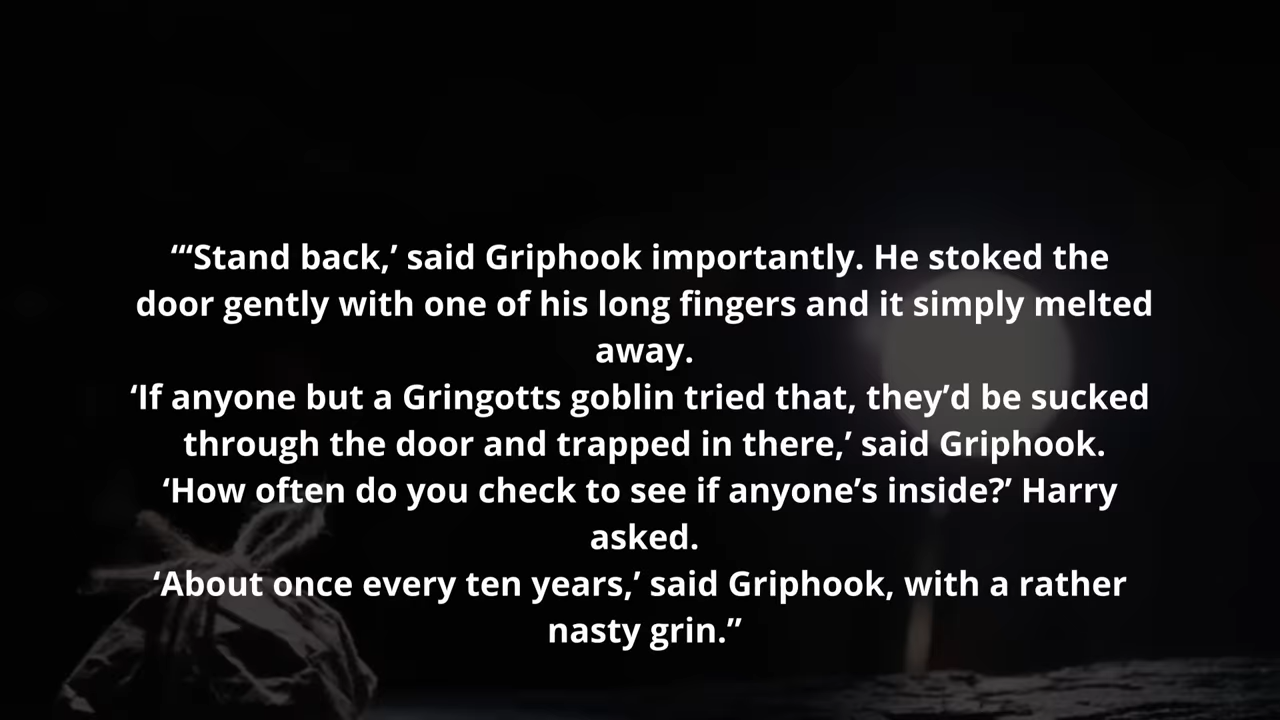 “‘Stand back,’ said Griphook importantly. He stoked the
door gently with one of his long fingers and it simply melted
away.
‘If anyone but a Gringotts goblin tried that, they’d be sucked
through the door and trapped in there,’ said Griphook.
‘How often do you check to see if anyone’s inside?’ Harry
asked.
‘About once every ten years,’ said Griphook, with a rather
nasty grin.”